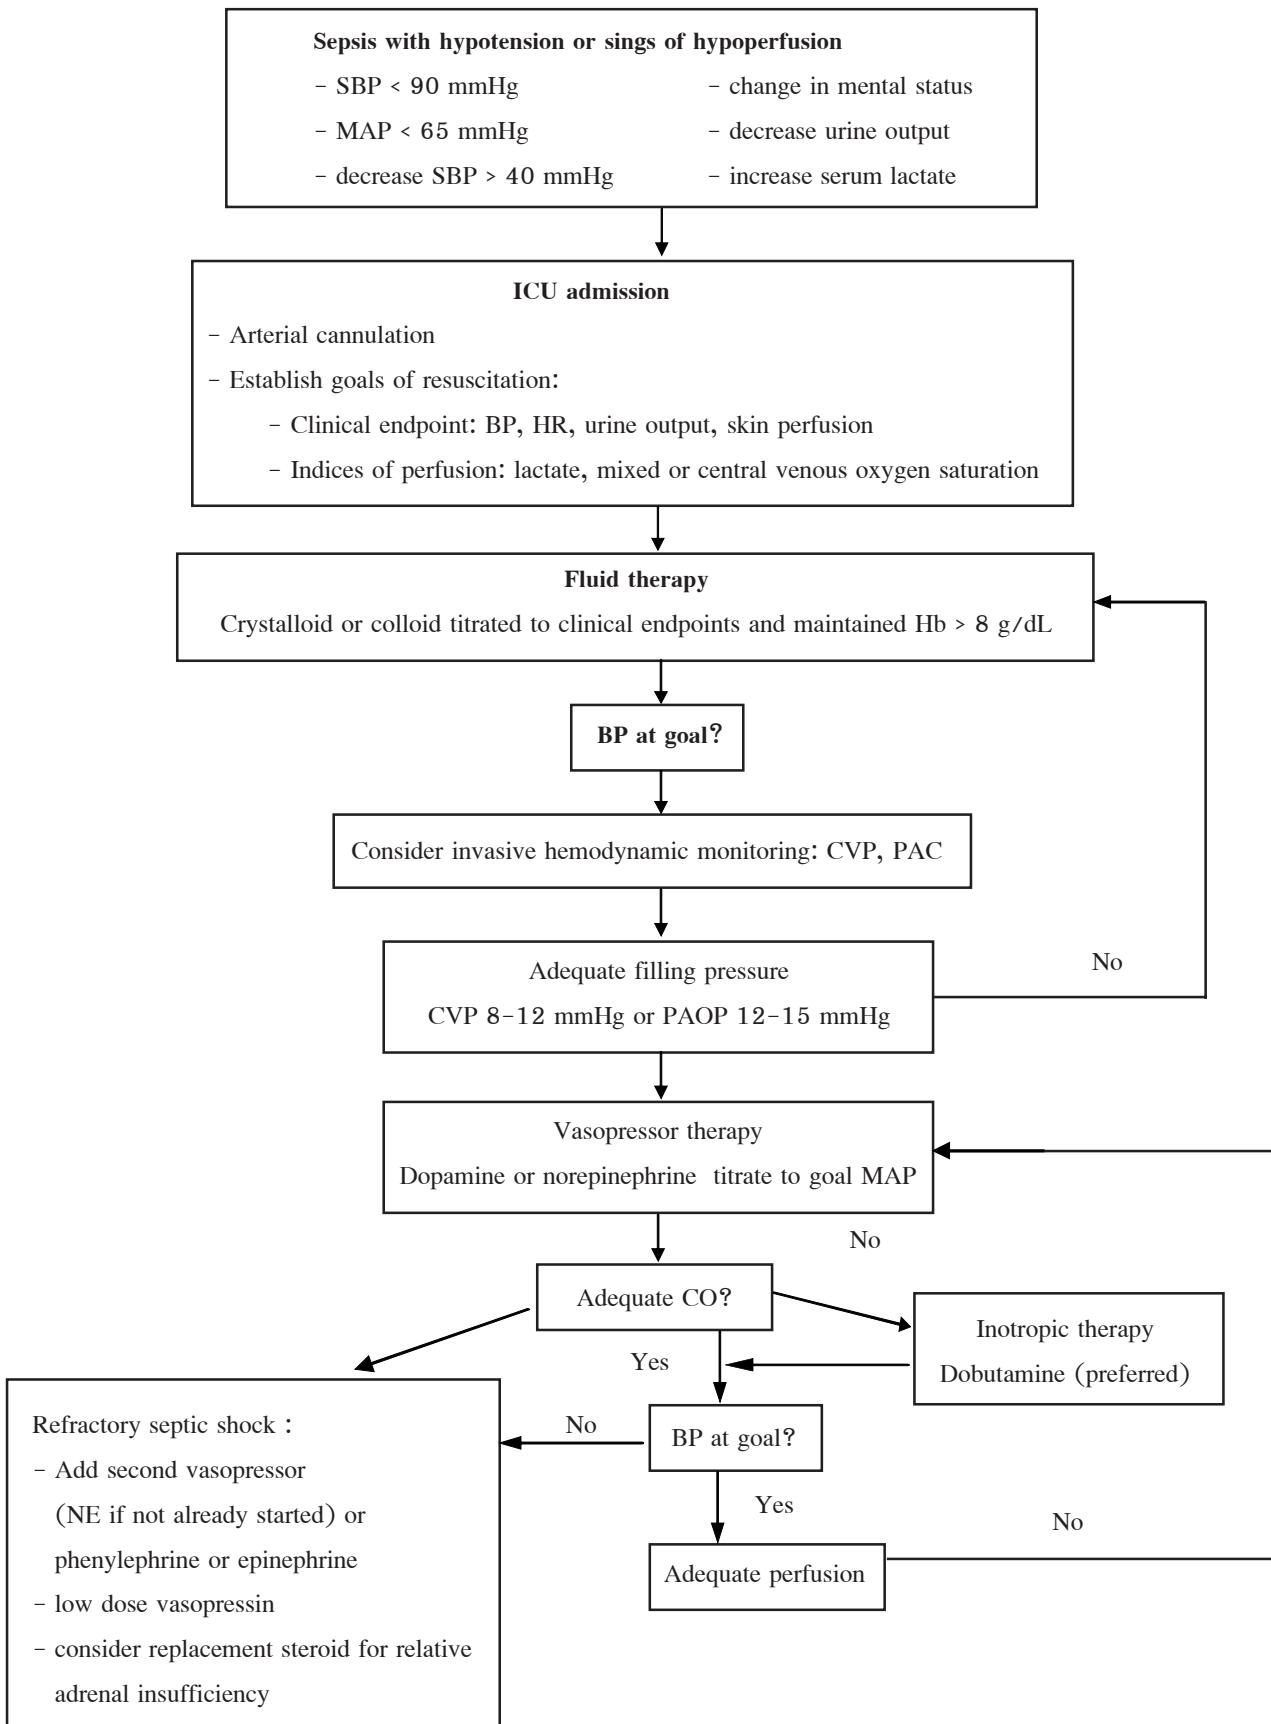 Sepsis with hypotension or sings of hypoperfusion
- SBP < 90 mmHg
- change in mental status
- MAP < 65 mmHg
- decrease urine output
- decrease SBP > 40 mmHg
- increase serum lactate
ICU admission
- Arterial cannulation
- Establish goals of resuscitation:
- Clinical endpoint: BP, HR, urine output, skin perfusion
- Indices of perfusion: lactate, mixed or central venous oxygen saturation
Fluid therapy
Crystalloid or colloid titrated to clinical endpoints and maintained Hb > 8 g/dL
BP at goal?
Consider invasive hemodynamic monitoring: CVP, PAC
Adequate filling pressure
CVP 8-12 mmHg or PAOP 12-15 mmHg
No
Vasopressor therapy
Dopamine or norepinephrine titrate to goal MAP
No
Adequate CO?
Inotropic therapy
Dobutamine (preferred)
Yes
BP at goal?
No
Yes
Adequate perfusion
No
Refractory septic shock :
- Add second vasopressor
(NE if not already started) or
phenylephrine or epinephrine
- low dose vasopressin
- consider replacement steroid for relative
adrenal insufficiency